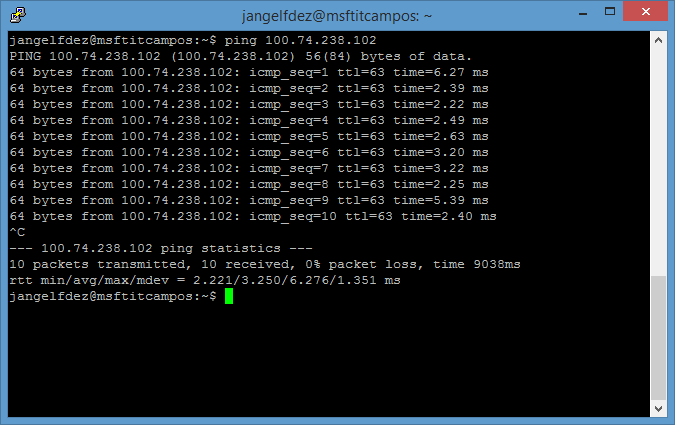 jangelfdez@msftitcampos: ~
jangelfdez@msftitcampos:~$ ping 100.74.238.102
PING 100.74.238.102 (100.74.238.102) 56(84) bytes of data.
64 bytes from 100.74.238.102: icmp_seq=1 ttl=63 time=6.27 ms
64 bytes from 100.74.238.102: icmp_seq=2 ttl=63 time=2.39 ms
64 bytes from 100.74.238.102: icmp_seq=3 ttl=63 time=2.22 ms
64 bytes from 100.74.238.102: icmp_seq=4 ttl=63 time=2.49 ms
64 bytes from 100.74.238.102: icmp_seq=5 ttl=63 time=2.63 ms
64 bytes from 100.74.238.102: icmp_seq=6 ttl=63 time=3.20 ms
64 bytes from 100.74.238.102: icmp_seq=7 ttl=63 time=3.22 ms
64 bytes from 100.74.238.102: icmp_seq=8 ttl=63 time=2.25 ms
64 bytes from 100.74.238.102: icmp_seq=9 ttl=63 time=5.39 ms
64 bytes from 100.74.238.102: icmp_seq=10 ttl=63 time=2.40 ms
^C
--- 100.74.238.102 ping statistics ---
10 packets transmitted, 10 received, 0% packet loss, time 9038ms
rtt min/avg/max/mdev = 2.221/3.250/6.276/1.351 ms
jangelfdez@msftitcampos:~$